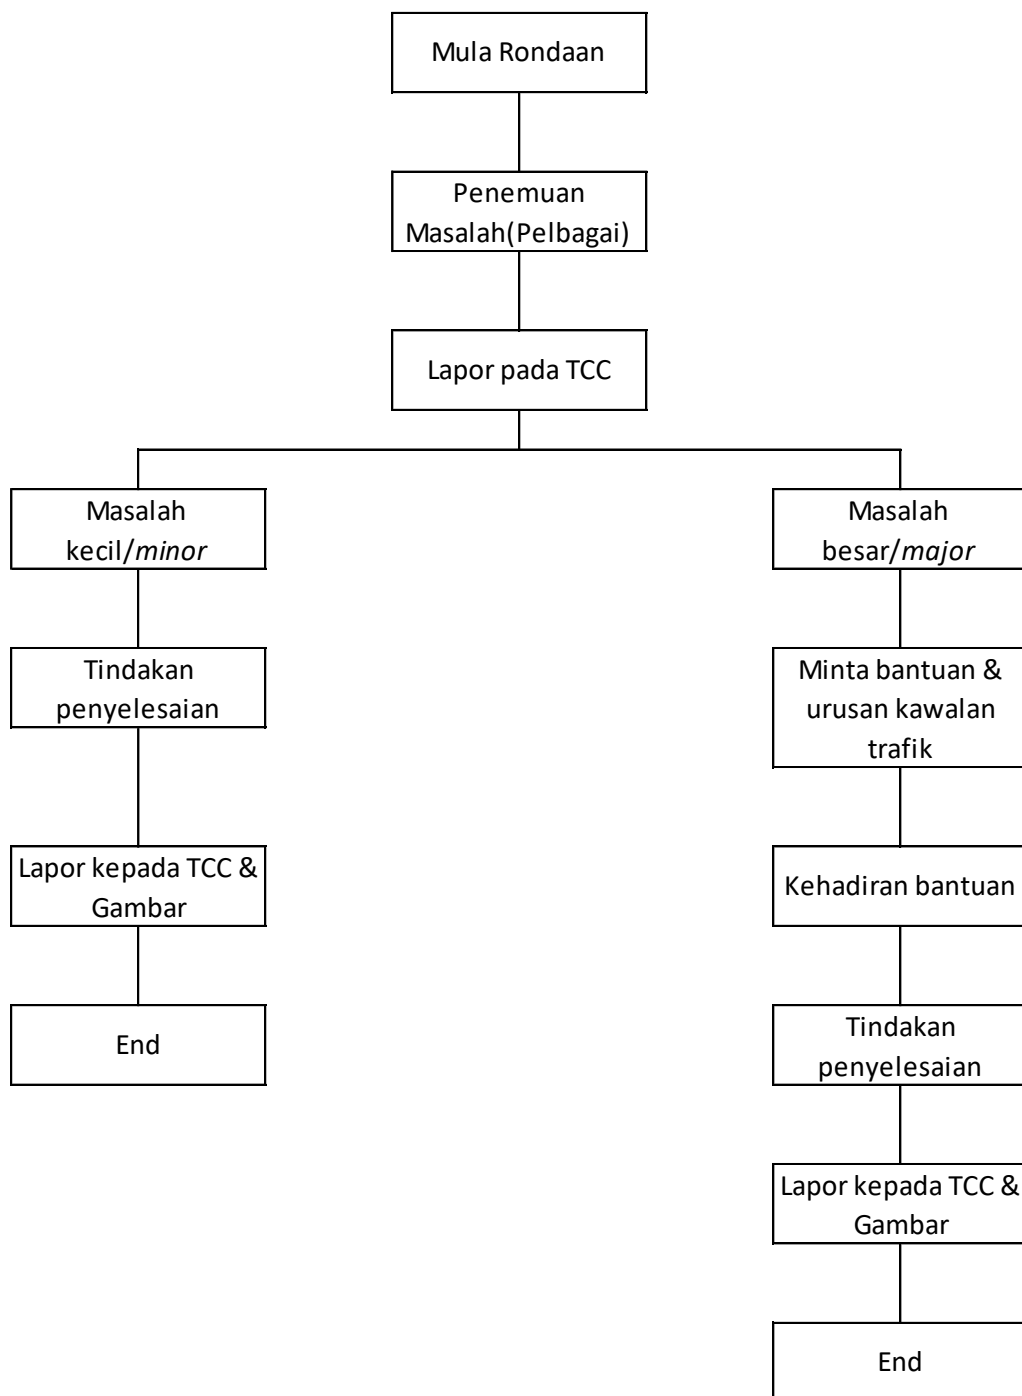 Mula Rondaan
Penemuan
Masalah(Pelbagai)
Lapor pada TCC
Masalah
kecil/minor
Tindakan
penyelesaian
Lapor kepada TCC &
Gambar
End
Masalah
besar/major
Minta bantuan &
urusan kawalan
trafik
Kehadiran bantuan
Tindakan
penyelesaian
Lapor kepada TCC &
Gambar
End